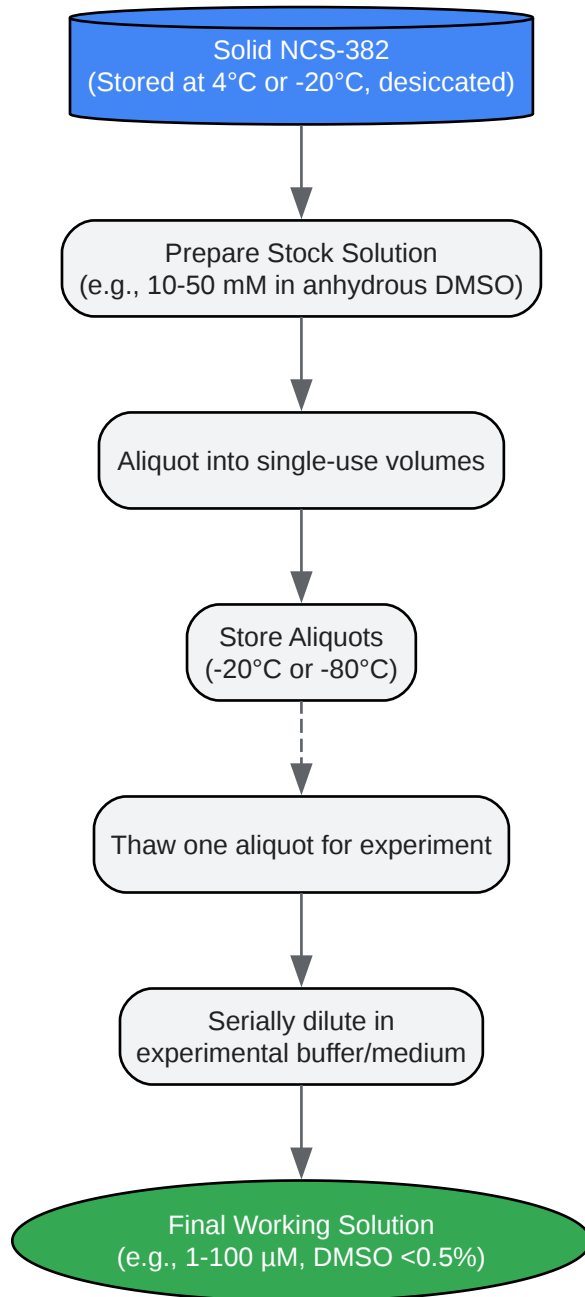 Solid NCS-382
(Stored at 4°C or -20°C, desiccated)
Prepare Stock Solution
(e.g., 10-50 mM in anhydrous DMSO)
Aliquot into single-use volumes
Store Aliquots
(-20°C or -80°C)
Thaw one aliquot for experiment
Serially dilute in
experimental buffer/medium
Final Working Solution
(e.g., 1-100 µM, DMSO <0.5%)